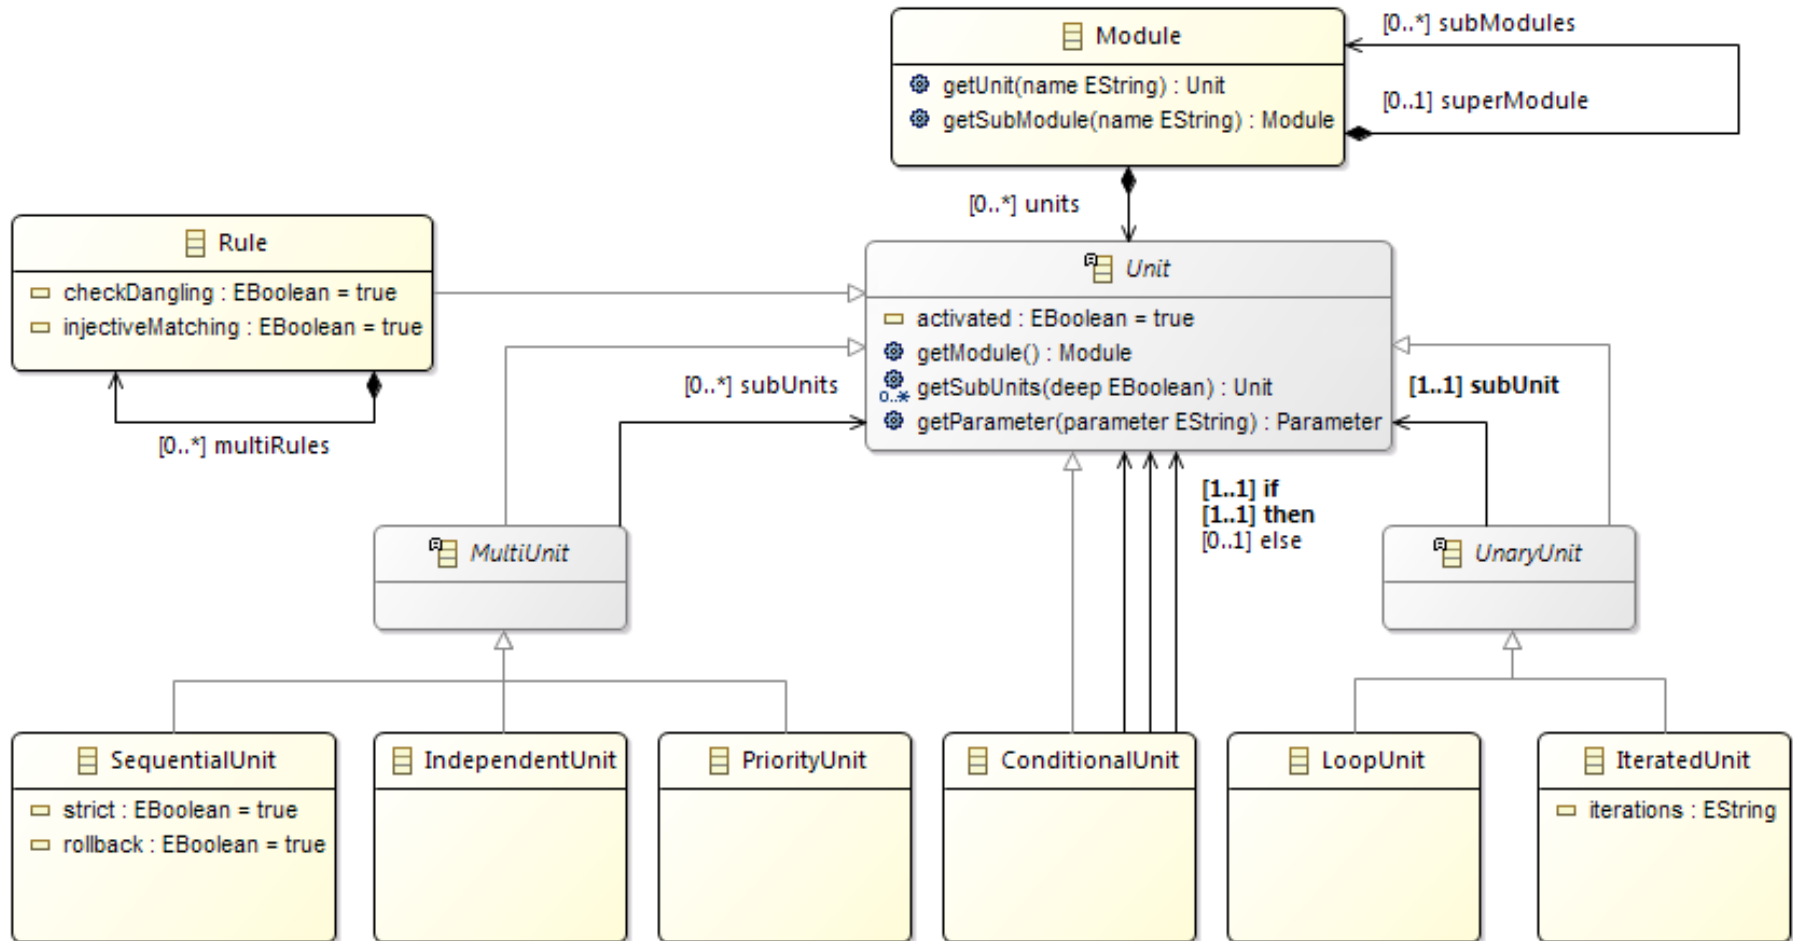 Module
getUnit(name EString) : Unit
getSubModule(name EString) : Module
[0..*] subModules
[0..1] superModule
[0..*] units
Rule
checkDangling : EBoolean = true
injectiveMatching : EBoolean = true
[0..*] multiRules
Unit
activated : EBoolean = true
getModule() : Module
0..* getSubUnits(deep EBoolean) : Unit
getParameter(parameter EString) : Parameter
[0..*] subUnits
[1..1] subUnit
[1..1] if
[1..1] then
[0..1] else
MultiUnit
UnaryUnit
SequentialUnit
strict : EBoolean = true
rollback : EBoolean = true
IndependentUnit
PriorityUnit
ConditionalUnit
LoopUnit
IteratedUnit
iterations : EString